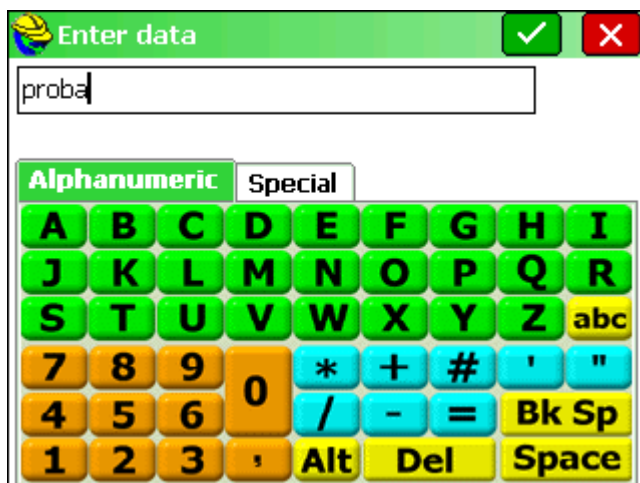 Enter data
proba
Alphanumeric Special
A B C D E F G H I
J K L M N O P Q R
S T U V W X Y Z abc
7 8 9 0 * + # ' "
4 5 6 / - = Bk Sp
1 2 3 , Alt Del Space